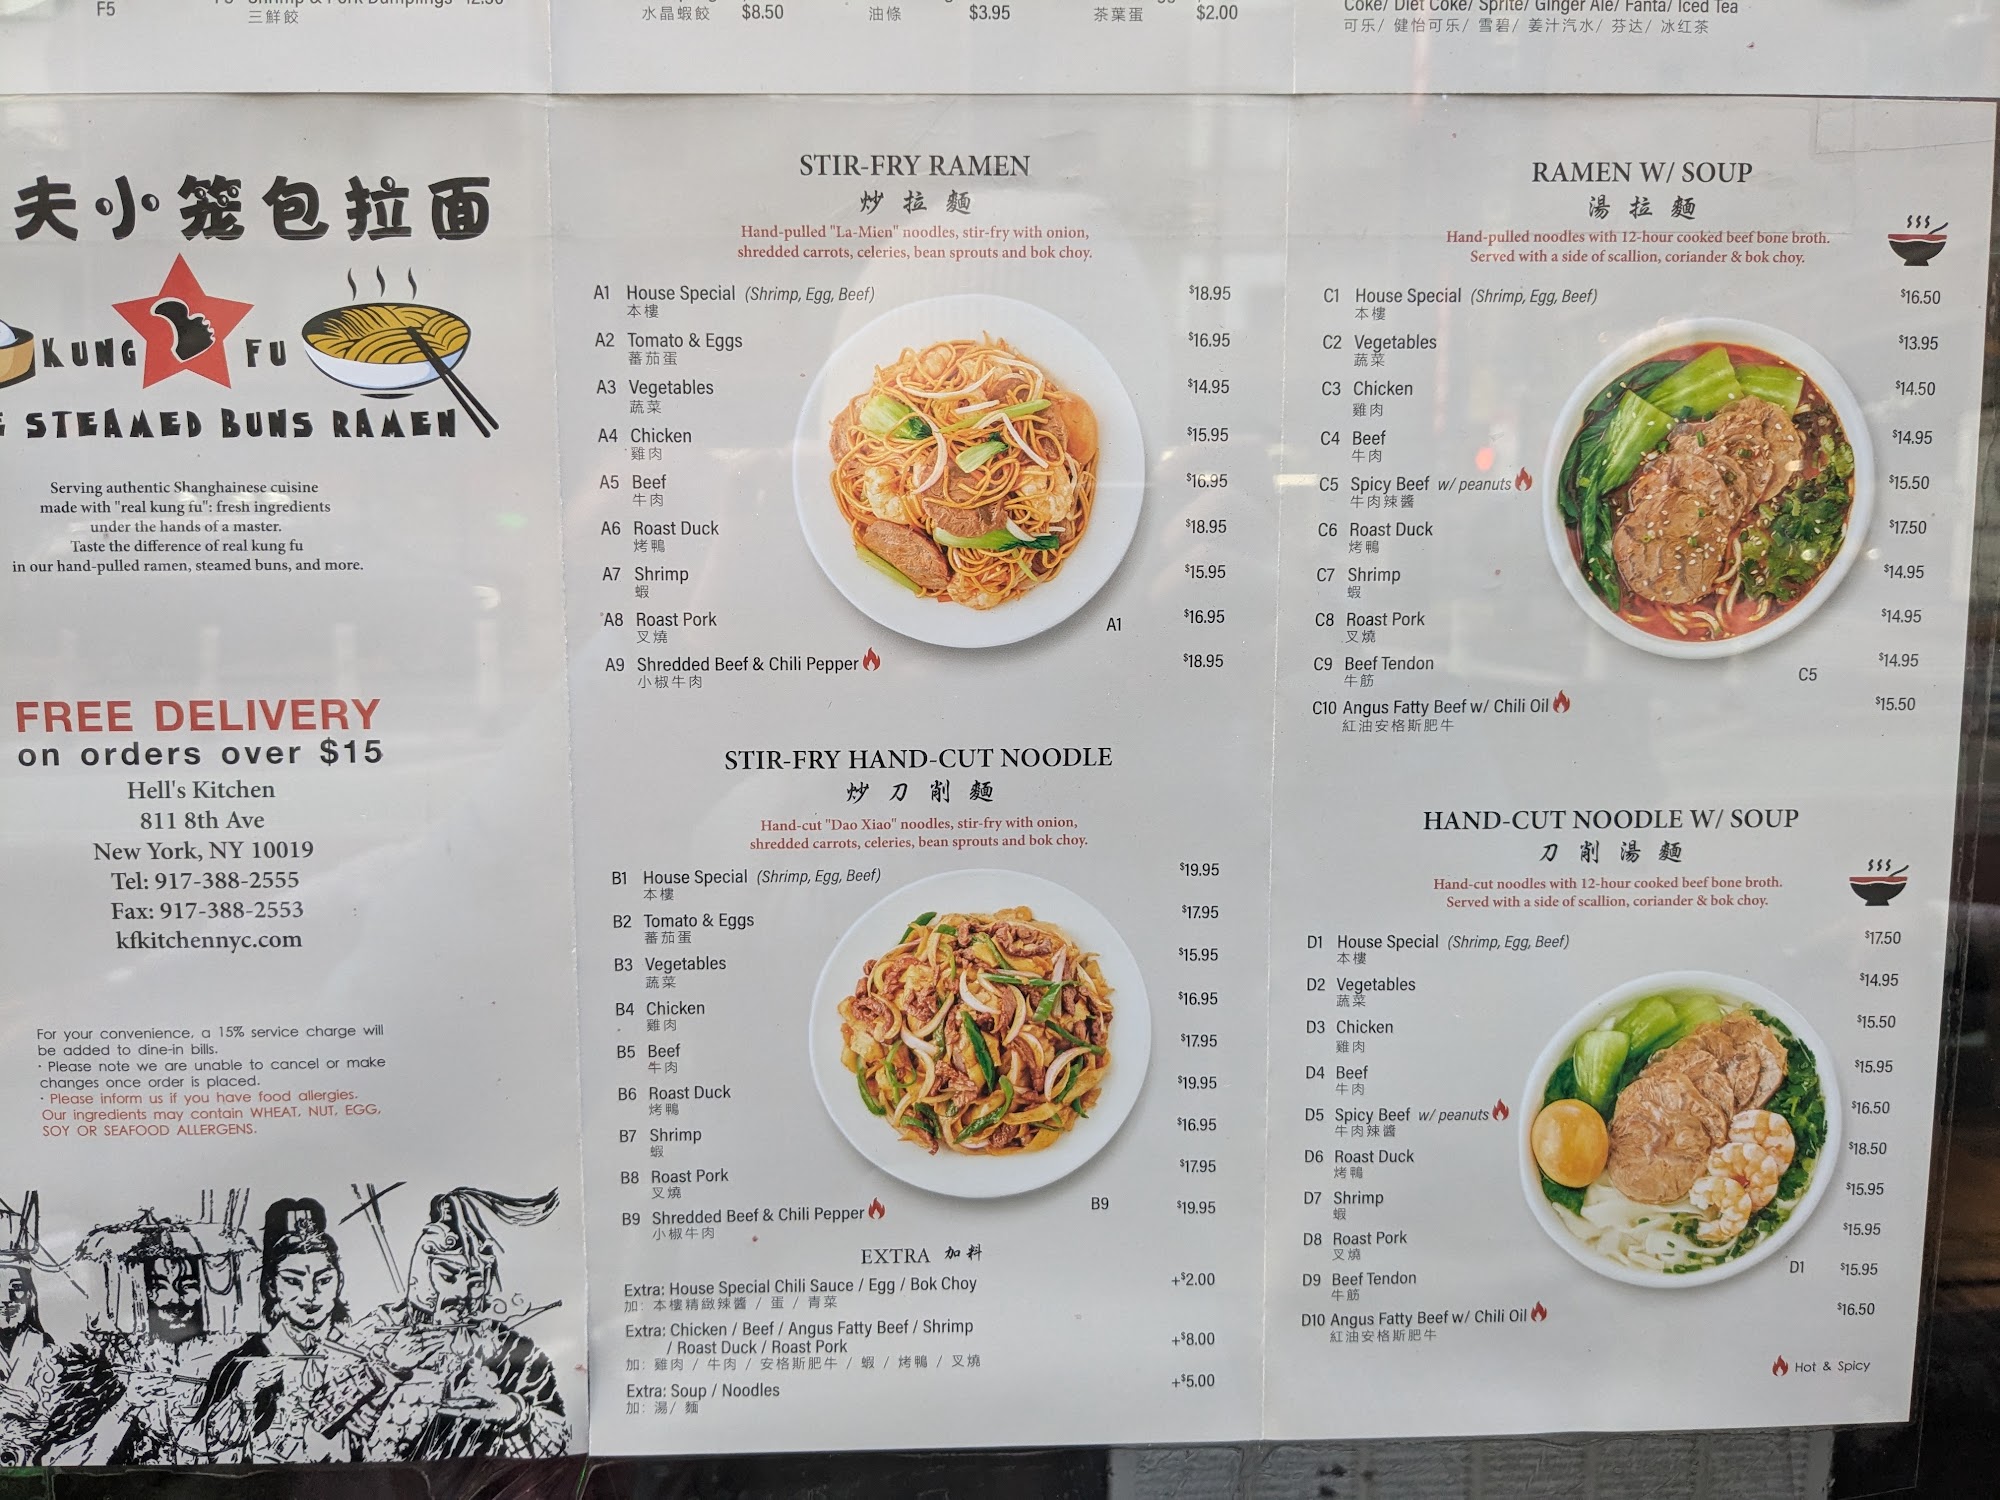 F5
三鮮餃
水晶蝦餃 $8.50
油條 $3.95
茶葉蛋 $2.00
Coke/ Diet Coke/ Sprite/ Ginger Ale/ Fanta/ Iced Tea
可乐/ 健怡可乐/ 雪碧/ 姜汁汽水/ 芬达/ 冰红茶
夫小笼包拉面
KUNG FU
STEAMED BUNS RAMEN
Serving authentic Shanghainese cuisine
made with "real kung fu": fresh ingredients
under the hands of a master.
Taste the difference of real kung fu
in our hand-pulled ramen, steamed buns, and more.
FREE DELIVERY
on orders over $15
Hell's Kitchen
811 8th Ave
New York, NY 10019
Tel: 917-388-2555
Fax: 917-388-2553
kfkitchennyc.com
For your convenience, a 15% service charge will
be added to dine-in bills.
· Please note we are unable to cancel or make
changes once order is placed.
· Please inform us if you have food allergies.
Our ingredients may contain WHEAT, NUT, EGG,
SOY OR SEAFOOD ALLERGENS.
STIR-FRY RAMEN
炒拉麵
Hand-pulled "La-Mien" noodles, stir-fry with onion,
shredded carrots, celeries, bean sprouts and bok choy.
A1 House Special (Shrimp, Egg, Beef) $18.95
本樓
A2 Tomato & Eggs $16.95
蕃茄蛋
A3 Vegetables $14.95
蔬菜
A4 Chicken $15.95
雞肉
A5 Beef $16.95
牛肉
A6 Roast Duck $18.95
烤鴨
A7 Shrimp $15.95
蝦
A8 Roast Pork $16.95
叉燒
A9 Shredded Beef & Chili Pepper $18.95
小椒牛肉
A1
STIR-FRY HAND-CUT NOODLE
炒刀削麵
Hand-cut "Dao Xiao" noodles, stir-fry with onion,
shredded carrots, celeries, bean sprouts and bok choy.
B1 House Special (Shrimp, Egg, Beef) $19.95
本樓
B2 Tomato & Eggs $17.95
蕃茄蛋
B3 Vegetables $15.95
蔬菜
B4 Chicken $16.95
雞肉
B5 Beef $17.95
牛肉
B6 Roast Duck $19.95
烤鴨
B7 Shrimp $16.95
蝦
B8 Roast Pork $17.95
叉燒
B9 Shredded Beef & Chili Pepper $19.95
小椒牛肉
B9
EXTRA 加料
Extra: House Special Chili Sauce / Egg / Bok Choy +$2.00
加: 本樓精緻辣醬 / 蛋 / 青菜
Extra: Chicken / Beef / Angus Fatty Beef / Shrimp
/ Roast Duck / Roast Pork +$8.00
加: 雞肉 / 牛肉 / 安格斯肥牛 / 蝦 / 烤鴨 / 叉燒
Extra: Soup / Noodles +$5.00
加: 湯/ 麵
RAMEN W/ SOUP
湯拉麵
Hand-pulled noodles with 12-hour cooked beef bone broth.
Served with a side of scallion, coriander & bok choy.
C1 House Special (Shrimp, Egg, Beef) $16.50
本樓
C2 Vegetables $13.95
蔬菜
C3 Chicken $14.50
雞肉
C4 Beef $14.95
牛肉
C5 Spicy Beef w/ peanuts $15.50
牛肉辣醬
C6 Roast Duck $17.50
烤鴨
C7 Shrimp $14.95
蝦
C8 Roast Pork $14.95
叉燒
C9 Beef Tendon $14.95
牛筋
C10 Angus Fatty Beef w/ Chili Oil $15.50
紅油安格斯肥牛
C5
HAND-CUT NOODLE W/ SOUP
刀削湯麵
Hand-cut noodles with 12-hour cooked beef bone broth.
Served with a side of scallion, coriander & bok choy.
D1 House Special (Shrimp, Egg, Beef) $17.50
本樓
D2 Vegetables $14.95
蔬菜
D3 Chicken $15.50
雞肉
D4 Beef $15.95
牛肉
D5 Spicy Beef w/ peanuts $16.50
牛肉辣醬
D6 Roast Duck $18.50
烤鴨
D7 Shrimp $15.95
蝦
D8 Roast Pork $15.95
叉燒
D9 Beef Tendon $15.95
牛筋
D10 Angus Fatty Beef w/ Chili Oil $16.50
紅油安格斯肥牛
D1
Hot & Spicy